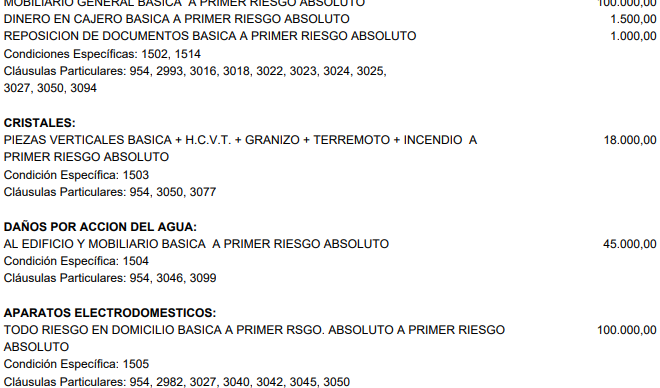 MOBILIARIO GENERAL BASICA A PRIMER RIESGO ABSOLUTO 100.000,00
DINERO EN CAJERO BASICA A PRIMER RIESGO ABSOLUTO 1.500,00
REPOSICION DE DOCUMENTOS BASICA A PRIMER RIESGO ABSOLUTO 1.000,00
Condiciones Específicas: 1502, 1514
Cláusulas Particulares: 954, 2993, 3016, 3018, 3022, 3023, 3024, 3025,
3027, 3050, 3094
CRISTALES:
PIEZAS VERTICALES BASICA + H.C.V.T. + GRANIZO + TERREMOTO + INCENDIO A 18.000,00
PRIMER RIESGO ABSOLUTO
Condición Específica: 1503
Cláusulas Particulares: 954, 3050, 3077
DAÑOS POR ACCION DEL AGUA:
AL EDIFICIO Y MOBILIARIO BASICA A PRIMER RIESGO ABSOLUTO 45.000,00
Condición Específica: 1504
Cláusulas Particulares: 954, 3046, 3099
APARATOS ELECTRODOMESTICOS:
TODO RIESGO EN DOMICILIO BASICA A PRIMER RSGO. ABSOLUTO A PRIMER RIESGO 100.000,00
ABSOLUTO
Condición Específica: 1505
Cláusulas Particulares: 954, 2982, 3027, 3040, 3042, 3045, 3050